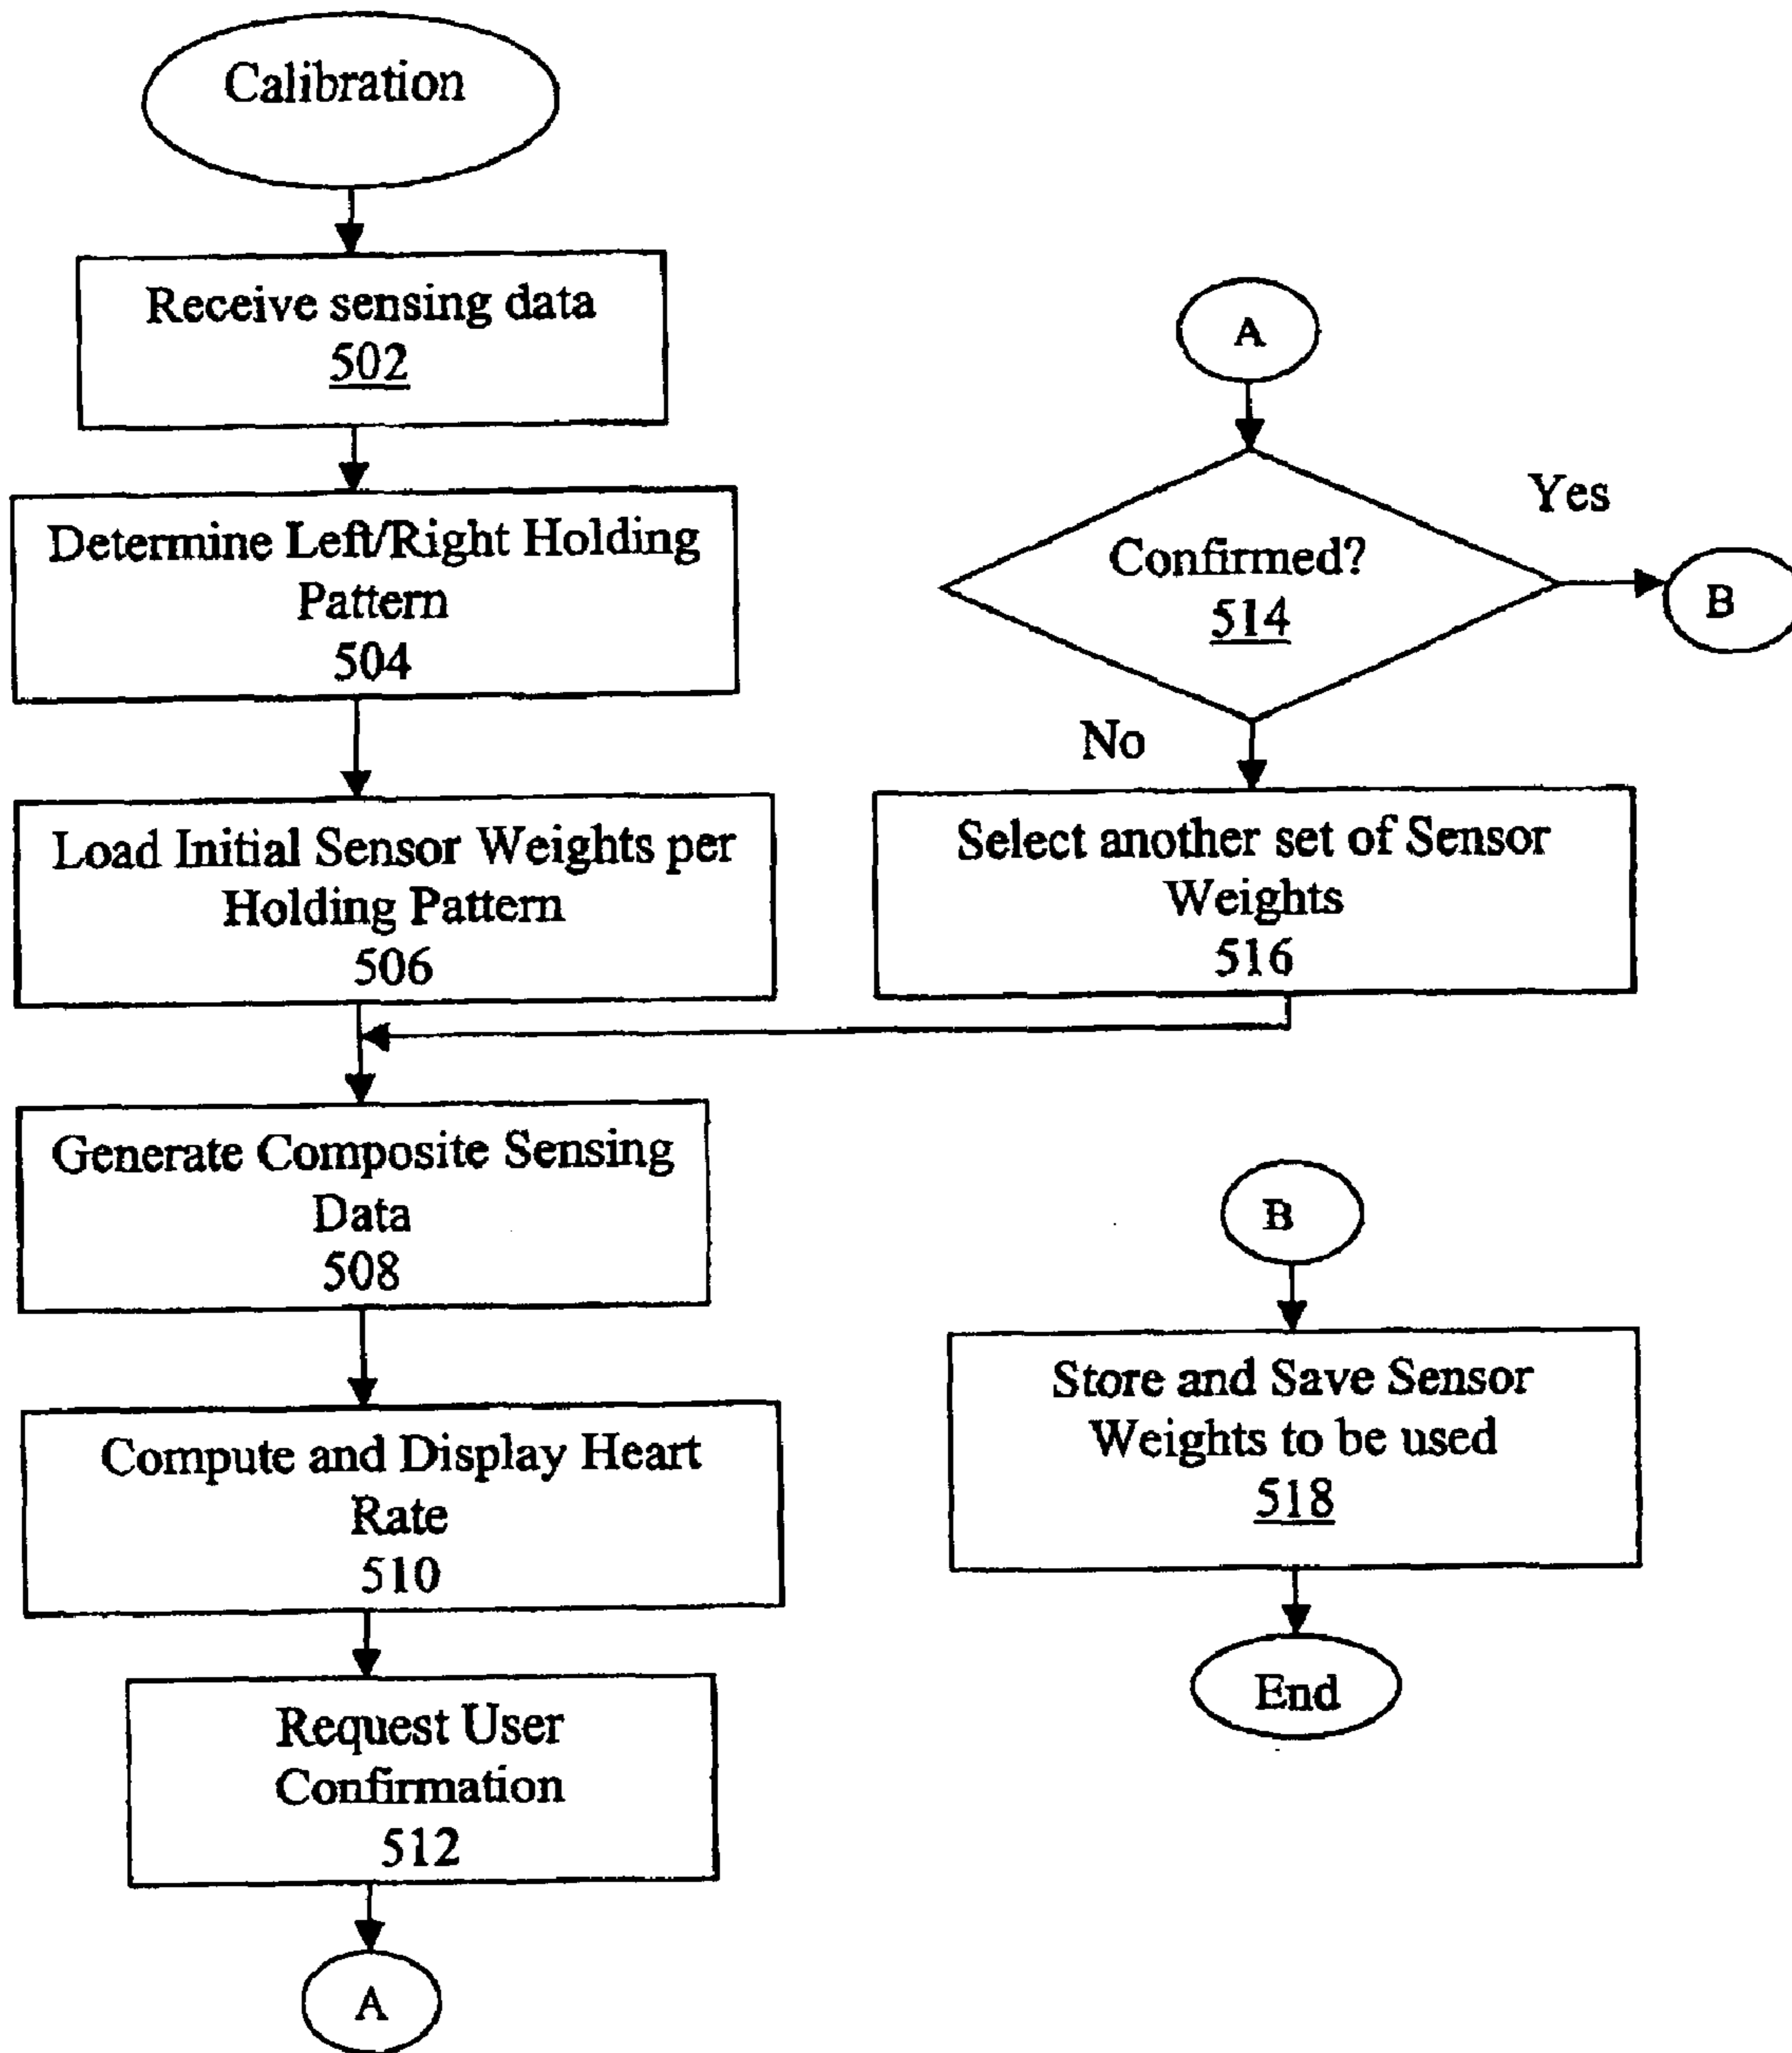 Calibration
Receive sensing data
502
Determine Left/Right Holding
Pattern
504
Load Initial Sensor Weights per
Holding Pattern
506
Generate Composite Sensing
Data
508
Compute and Display Heart
Rate
510
Request User
Confirmation
512
A
A
Confirmed?
514
Yes
B
No
Select another set of Sensor
Weights
516
B
Store and Save Sensor
Weights to be used
518
End